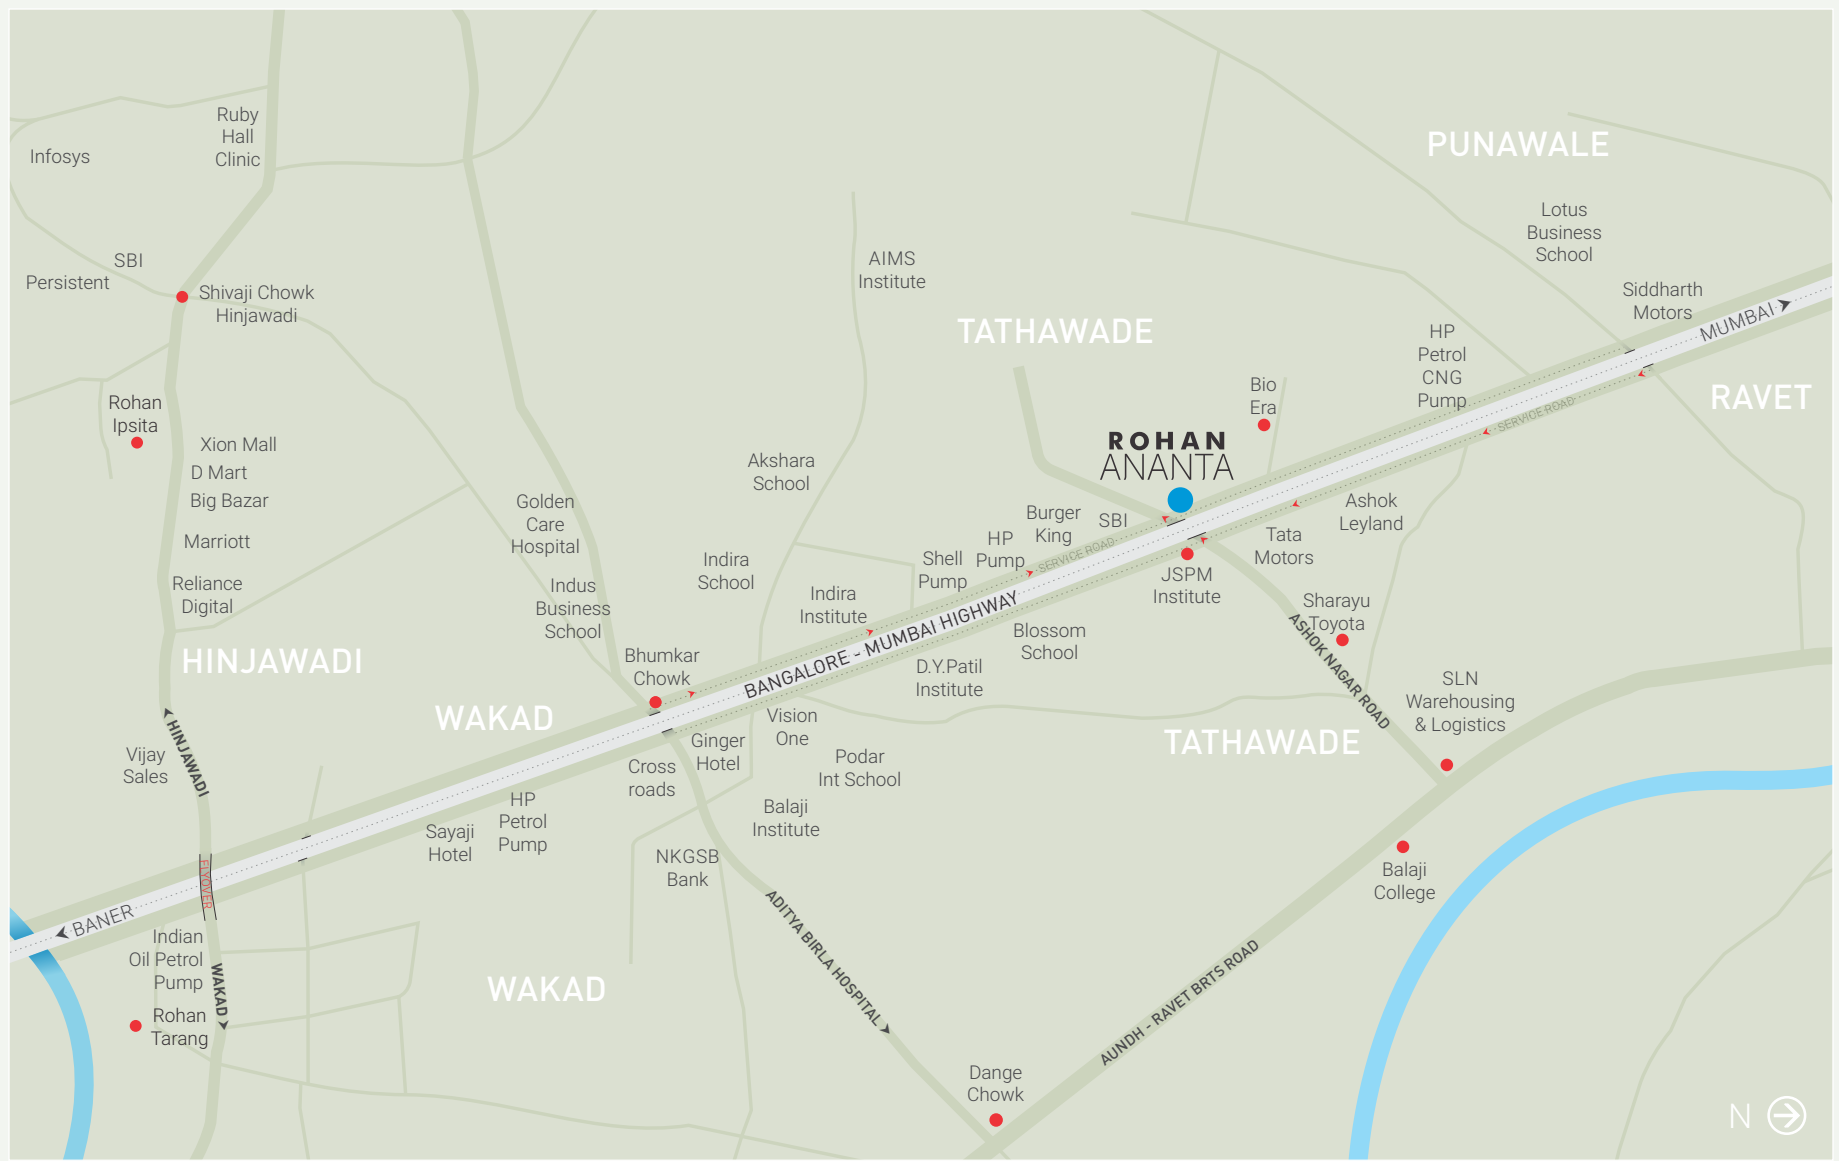 Ruby
Hall
Clinic
Infosys
PUNAWALE
Lotus
Business
School
SBI
Persistent
Shivaji Chowk
Hinjawadi
AIMS
Institute
Siddharth
Motors
MUMBAI
TATHAWADE
HP
Petrol
CNG
Pump
SERVICE ROAD
RAVET
Bio
Era
Rohan
Ipsita
ROHAN
ANANTA
Xion Mall
D Mart
Big Bazar
Marriott
Reliance
Digital
Akshara
School
Golden
Care
Hospital
Burger
King
SBI
HP
Pump
SERVICE ROAD
Shell
Pump
Ashok
Leyland
Tata
Motors
JSPM
Institute
Indira
School
Indus
Business
School
Indira
Institute
Sharayu
Toyota
ASHOK NAGAR ROAD
Blossom
School
BANGALORE - MUMBAI HIGHWAY
D.Y.Patil
Institute
HINJAWADI
Bhumkar
Chowk
WAKAD
SLN
Warehousing
& Logistics
TATHAWADE
Vision
One
Ginger
Hotel
Cross
roads
Podar
Int School
Balaji
Institute
HINJAWADI
Vijay
Sales
HP
Petrol
Pump
Sayaji
Hotel
NKGSB
Bank
FLYOVER
Balaji
College
BANER
Indian
Oil Petrol
Pump
WAKAD
Rohan
Tarang
WAKAD
ADITYA BIRLA HOSPITAL
AUNDH - RAVET BRTS ROAD
Dange
Chowk
N